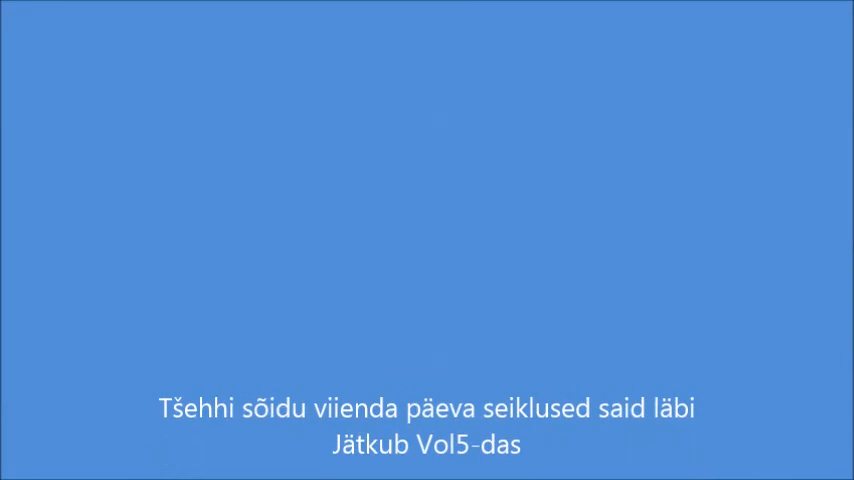 Tšehhi sõidu viienda päeva seiklused said läbi
Jätkub Vol5-das